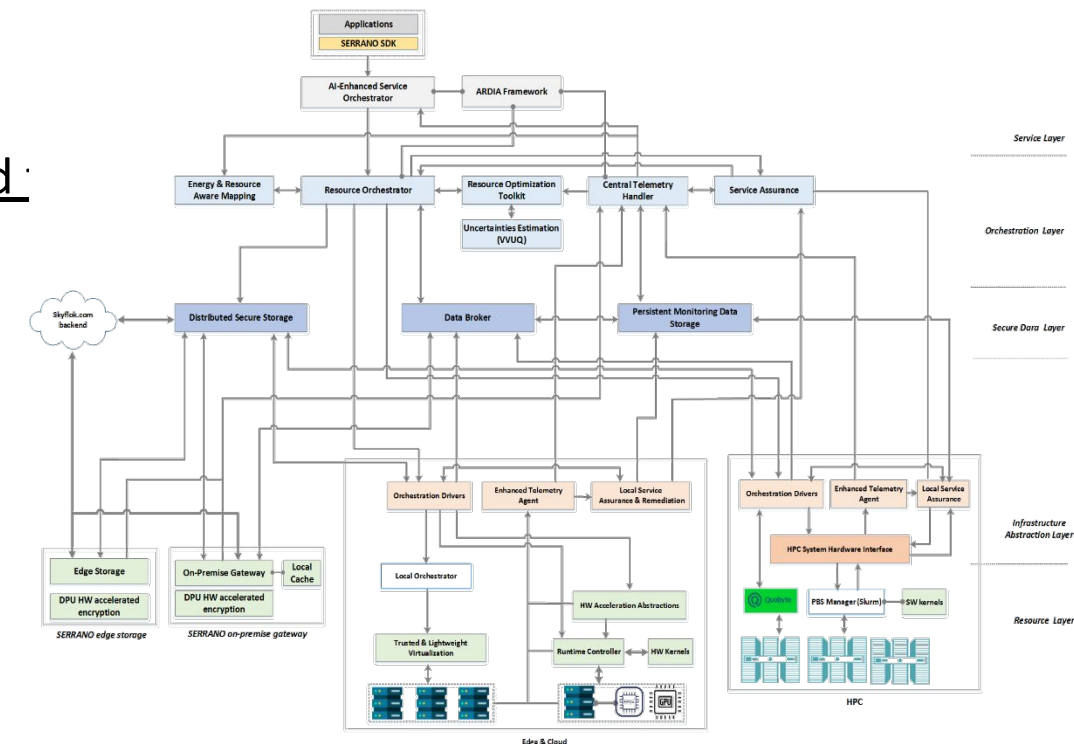 Applications
SERRANO SDK
AI-Enhanced Service
Orchestrator
ARDIA Framework
Service Layer
d
Energy & Resource
Aware Mapping
Resource Orchestrator
Resource Optimization
Toolkit
Central Telemetry
Handler
Service Assurance
Uncertainties Estimation
(VVUQ)
Orchestration Layer
Skyflok.com
backend
Distributed Secure Storage
Data Broker
Persistent Monitoring Data
Storage
Secure Dara Layer
Orchestration Drivers
Enhanced Telemetry
Agent
Local Service
Assurance & Remediation
Orchestration Drivers
Enhanced Telemetry
Agent
Local Service
Assurance
Infrastructure
Abstraction Layer
HPC System Hardware Interface
Edge Storage
DPU HW accelerated
encryption
SERRANO edge storage
On-Premise Gateway
Local
Cache
DPU HW accelerated
encryption
SERRANO on-premise gateway
Local Orchestrator
HW Acceleration Abstractions
Trusted & Lightweight
Virtualization
Runtime Controller
HW Kernels
GPU
Edge & Cloud
Quobyte
PBS Manager(Slurm)
SW kernels
Resource Layer
HPC